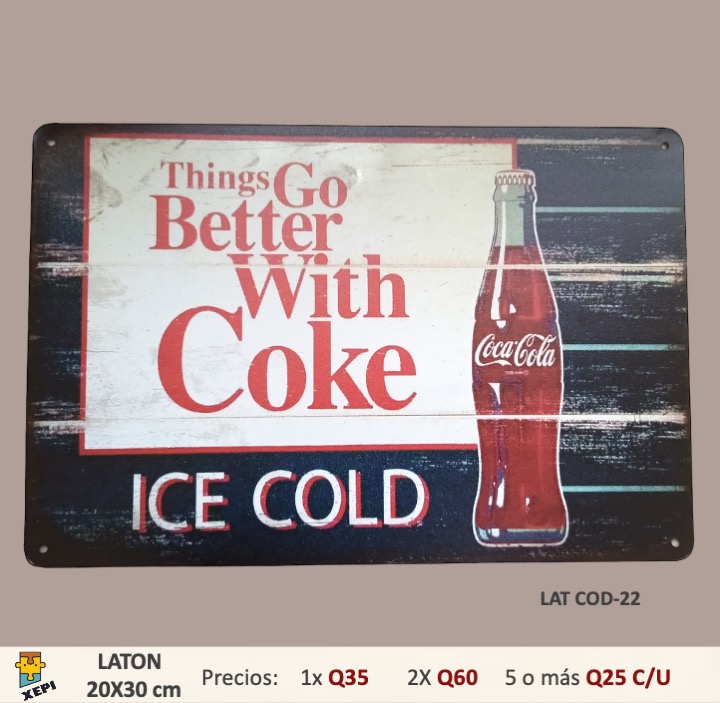 Things Go
Better
With
Coke
Coca-Cola
ICE COLD
LAT COD-22
XEPI
LATON
20X30 cm
Precios: 1x Q35 2X Q60 5 o más Q25 C/U